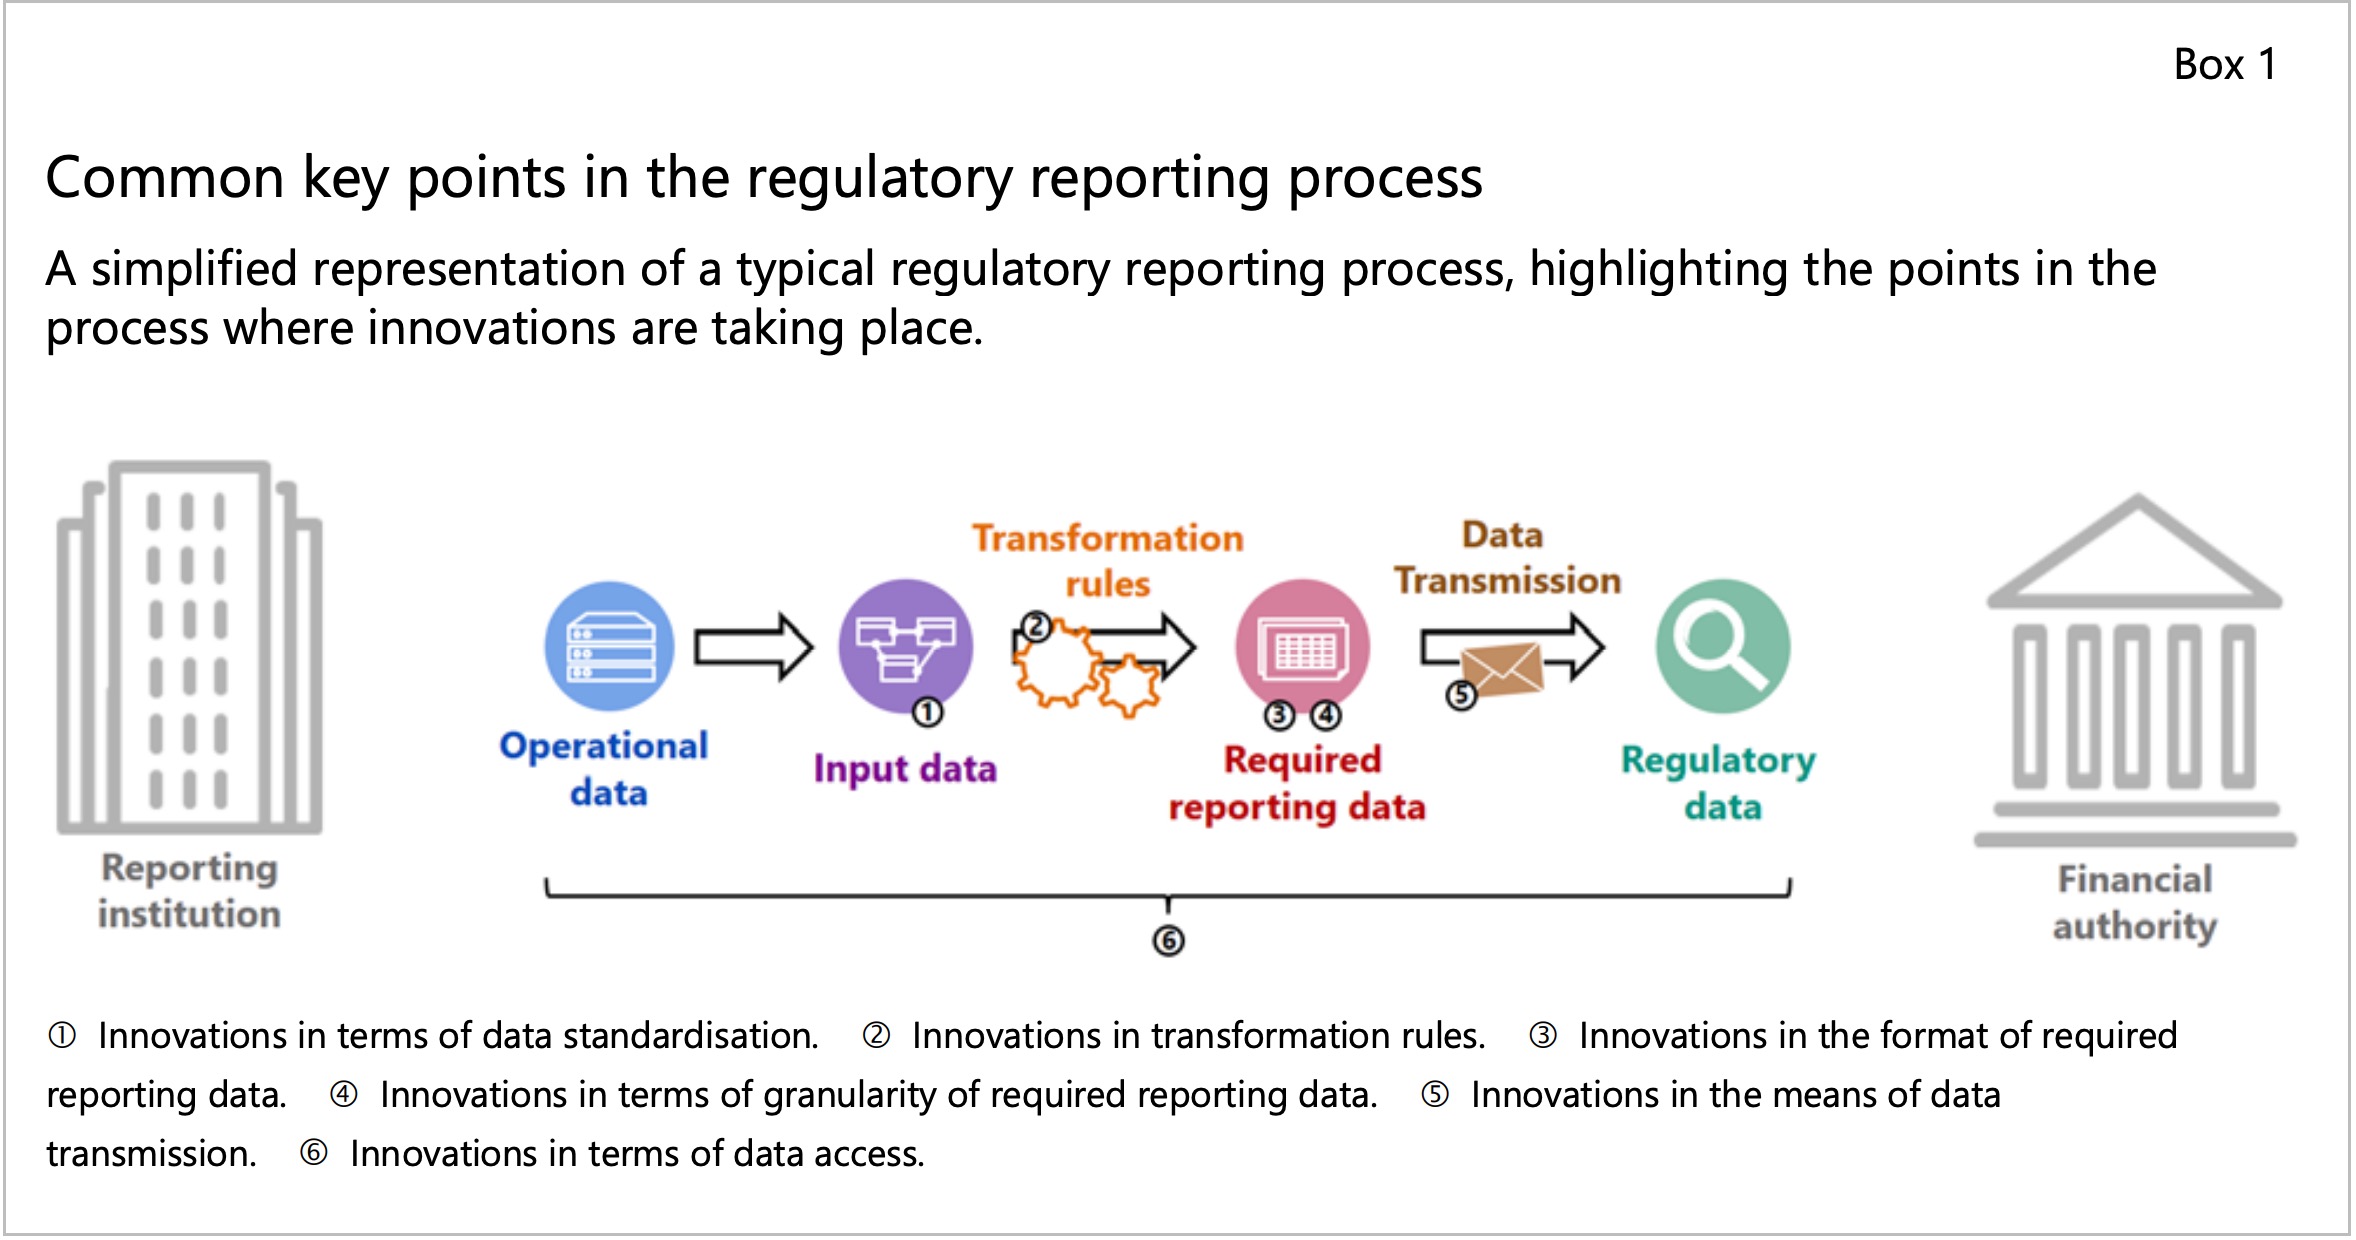 Box 1
Common key points in the regulatory reporting process
A simplified representation of a typical regulatory reporting process, highlighting the points in the
process where innovations are taking place.
Transformation
rules
Data
Transmission
②
⑤
①
③ ④
Operational
data
Input data
Required
reporting data
Regulatory
data
Reporting
institution
Financial
authority
⑥
① Innovations in terms of data standardisation. ② Innovations in transformation rules. ③ Innovations in the format of required
reporting data. ④ Innovations in terms of granularity of required reporting data. ⑤ Innovations in the means of data
transmission. ⑥ Innovations in terms of data access.